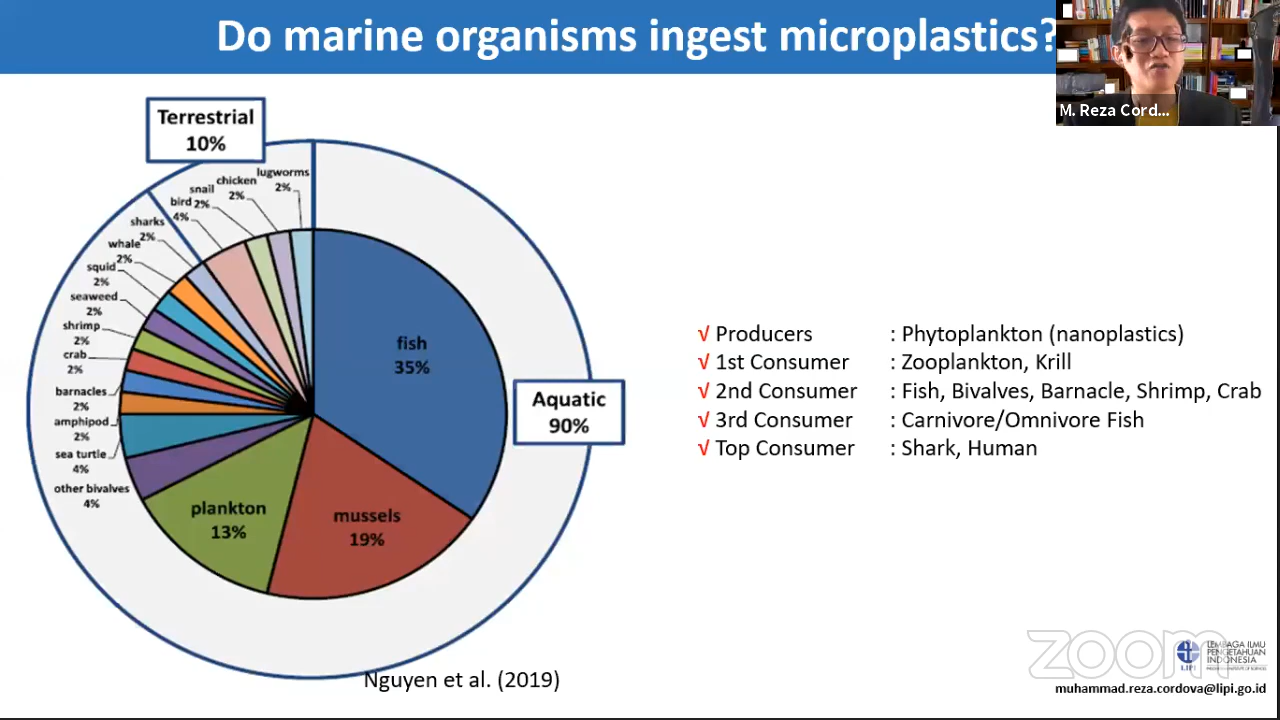 Do marine organisms ingest microplastics?
M. Reza Cord...
Terrestrial
10%
lugworms
2%
chicken
2%
snail
2%
bird
4%
sharks
2%
whale
2%
squid
2%
seaweed
2%
shrimp
2%
crab
2%
barnacles
2%
amphipod
2%
sea turtle
4%
other bivalves
4%
plankton
13%
mussels
19%
fish
35%
Aquatic
90%
√ Producers : Phytoplankton (nanoplastics)
√ 1st Consumer : Zooplankton, Krill
√ 2nd Consumer : Fish, Bivalves, Barnacle, Shrimp, Crab
√ 3rd Consumer : Carnivore/Omnivore Fish
√ Top Consumer : Shark, Human
Nguyen et al. (2019)
zoom
LIPI
LEMBAGA ILMU
PENGETAHUAN
INDONESIA
muhammad.reza.cordova@lipi.go.id